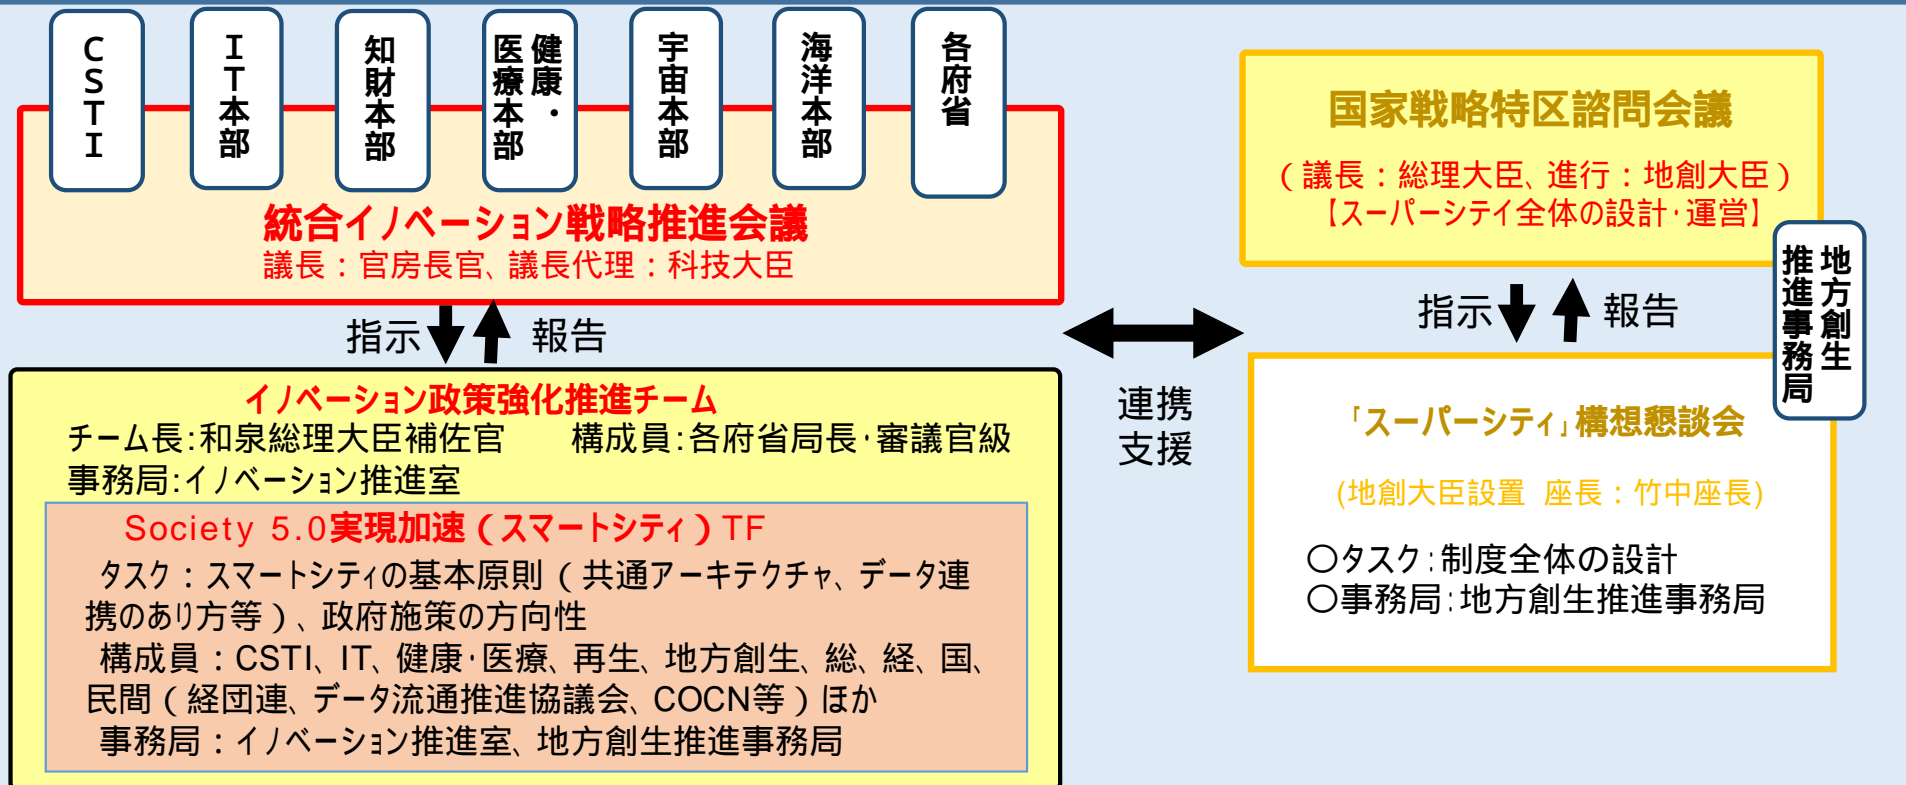 CSTI
IT本部
知財本部
健康・
医療本部
宇宙本部
海洋本部
各府省
統合イノベーション戦略推進会議
議長：官房長官、議長代理：科技大臣
指示
報告
イノベーション政策強化推進チーム
チーム長:和泉総理大臣補佐官　構成員:各府省局長・審議官級
事務局:イノベーション推進室
Society 5.0実現加速（スマートシティ）TF
タスク：スマートシティの基本原則（共通アーキテクチャ、データ連
携のあり方等）、政府施策の方向性
構成員：CSTI、IT、健康・医療、再生、地方創生、総、経、国、
民間（経団連、データ流通推進協議会、COCN等）ほか
事務局：イノベーション推進室、地方創生推進事務局
連携
支援
国家戦略特区諮問会議
（議長：総理大臣、進行：地創大臣）
【スーパーシテイ全体の設計・運営】
地方創生
推進事務局
指示
報告
「スーパーシティ」構想懇談会
(地創大臣設置 座長：竹中座長)
〇タスク:制度全体の設計
〇事務局:地方創生推進事務局